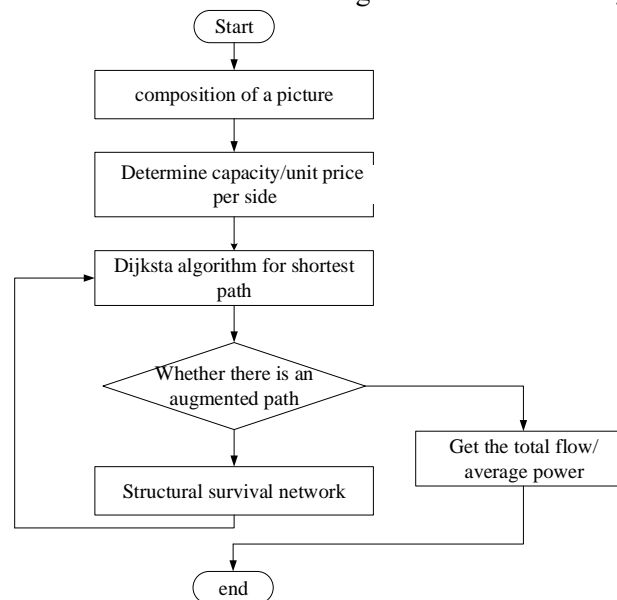 Start
composition of a picture
Determine capacity/unit price
per side
Dijksta algorithm for shortest
path
Whether there is an
augmented path
Get the total flow/
average power
Structural survival network
end